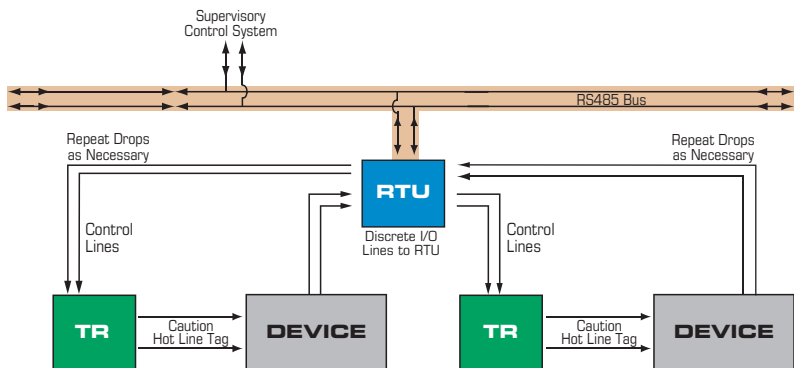 Supervisory
Control System
RS485 Bus
Repeat Drops
as Necessary
Repeat Drops
as Necessary
RTU
Control
Lines
Discrete I/O
Lines to RTU
Control
Lines
TR
Caution
Hot Line Tag
DEVICE
TR
Caution
Hot Line Tag
DEVICE